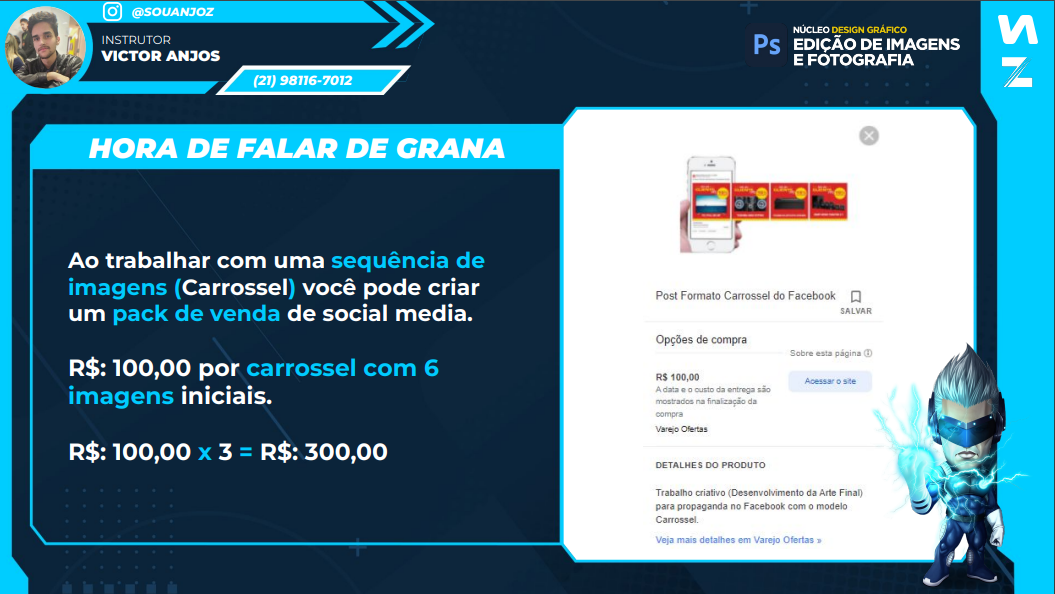 @SOUANJOZ
INSTRUTOR
VICTOR ANJOS
(21) 98116-7012
Ps
NÚCLEO DESIGN GRÁFICO
EDIÇÃO DE IMAGENS
E FOTOGRAFIA
HORA DE FALAR DE GRANA
Ao trabalhar com uma sequência de
imagens (Carrossel) você pode criar
um pack de venda de social media.
R$: 100,00 por carrossel com 6
imagens iniciais.
R$: 100,00 x 3 = R$: 300,00
Post Formato Carrossel do Facebook
SALVAR
Opções de compra
Sobre esta página
R$ 100,00
A data e o custo da entrega são
mostrados na finalização da
compra
Acessar o site
Varejo Ofertas
DETALHES DO PRODUTO
Trabalho criativo (Desenvolvimento da Arte Final)
para propaganda no Facebook com o modelo
Carrossel.
Veja mais detalhes em Varejo Ofertas »